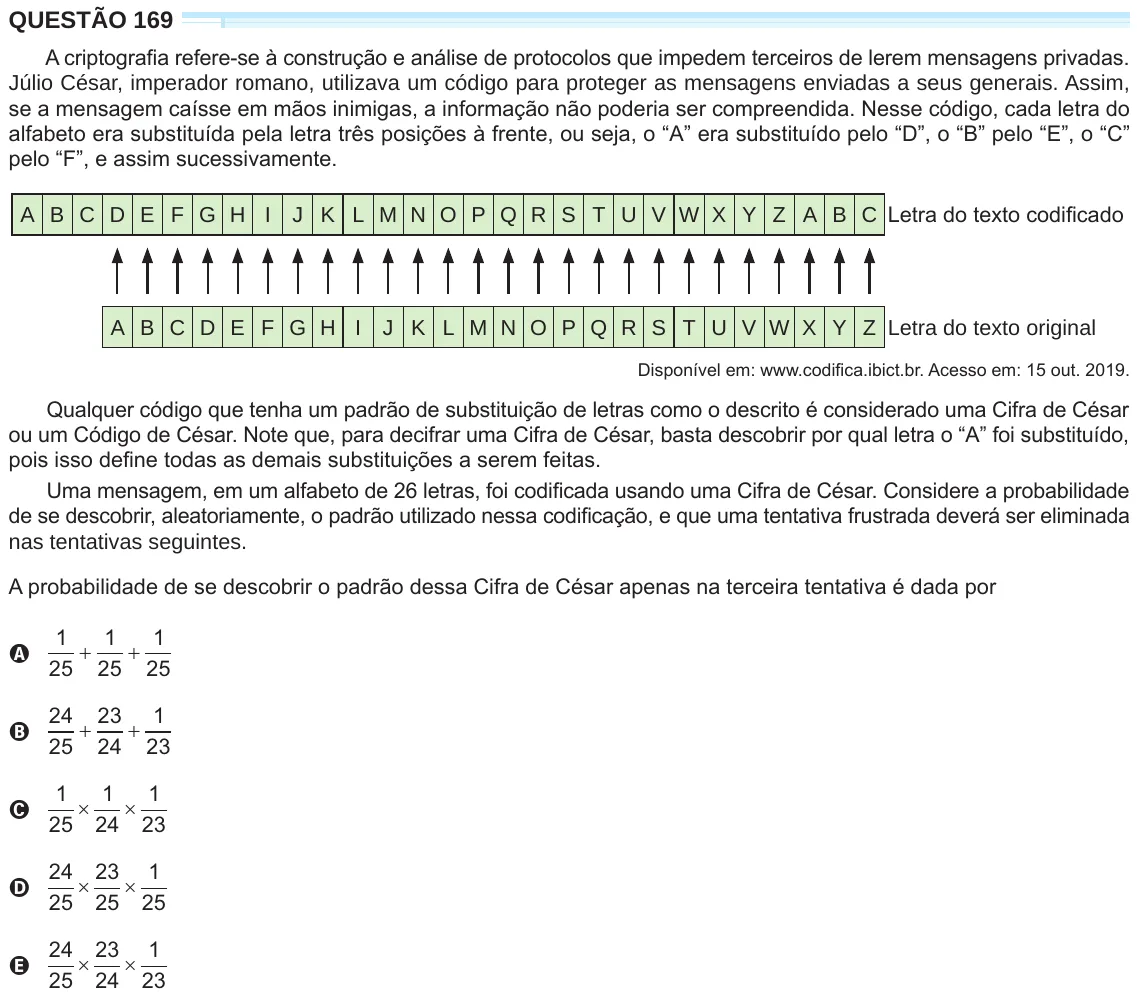 QUESTÃO 169
A criptografia refere-se à construção e análise de protocolos que impedem terceiros de lerem mensagens privadas.
Júlio César, imperador romano, utilizava um código para proteger as mensagens enviadas a seus generais. Assim,
se a mensagem caísse em mãos inimigas, a informação não poderia ser compreendida. Nesse código, cada letra do
alfabeto era substituída pela letra três posições à frente, ou seja, o “A” era substituído pelo “D”, o “B” pelo “E”, o “C”
pelo “F”, e assim sucessivamente.
A B C D E F G H I J K L M N O P Q R S T U V W X Y Z A B C Letra do texto codificado
A B C D E F G H I J K L M N O P Q R S T U V W X Y Z Letra do texto original
Disponível em: www.codifica.ibict.br. Acesso em: 15 out. 2019.
Qualquer código que tenha um padrão de substituição de letras como o descrito é considerado uma Cifra de César
ou um Código de César. Note que, para decifrar uma Cifra de César, basta descobrir por qual letra o “A” foi substituído,
pois isso define todas as demais substituições a serem feitas.
Uma mensagem, em um alfabeto de 26 letras, foi codificada usando uma Cifra de César. Considere a probabilidade
de se descobrir, aleatoriamente, o padrão utilizado nessa codificação, e que uma tentativa frustrada deverá ser eliminada
nas tentativas seguintes.
A probabilidade de se descobrir o padrão dessa Cifra de César apenas na terceira tentativa é dada por
A 1/25 + 1/25 + 1/25
B 24/25 + 23/24 + 1/23
C 1/25 × 1/24 × 1/23
D 24/25 × 23/25 × 1/25
E 24/25 × 23/24 × 1/23